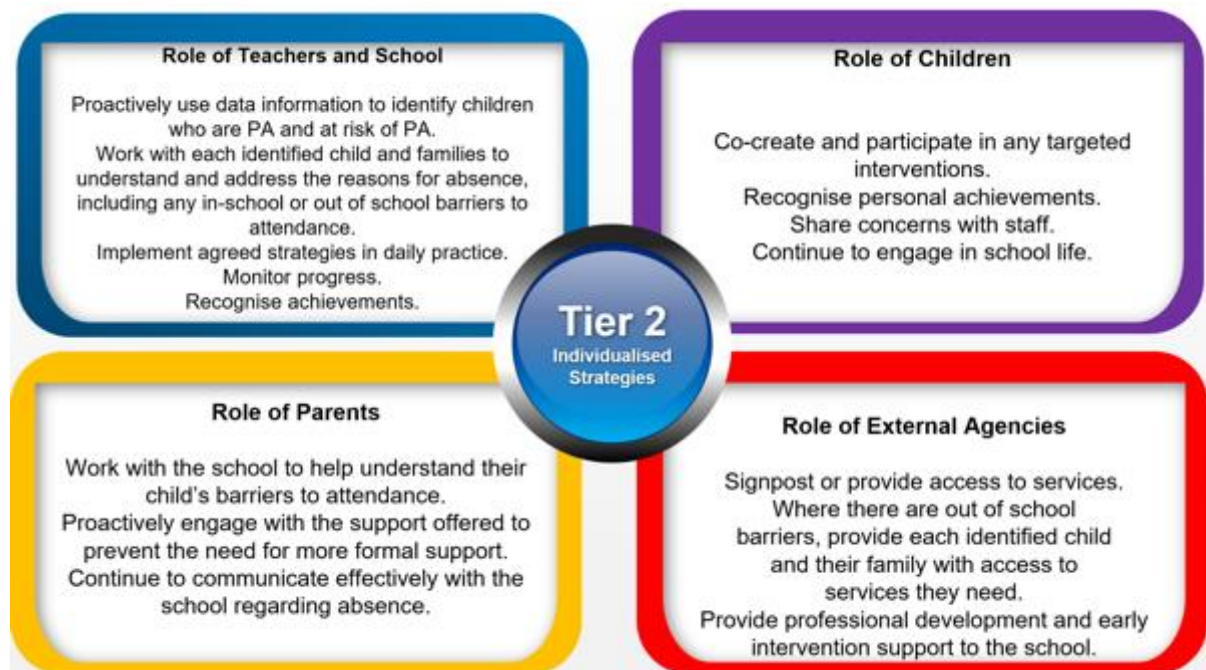 Role of Teachers and School
Proactively use data information to identify children
who are PA and at risk of PA.
Work with each identified child and families to
understand and address the reasons for absence,
including any in-school or out of school barriers to
attendance.
Implement agreed strategies in daily practice.
Monitor progress.
Recognise achievements.
Role of Children
Co-create and participate in any targeted
interventions.
Recognise personal achievements.
Share concerns with staff.
Continue to engage in school life.
Tier 2
Individualised
Strategies
Role of Parents
Work with the school to help understand their
child's barriers to attendance.
Proactively engage with the support offered to
prevent the need for more formal support.
Continue to communicate effectively with the
school regarding absence.
Role of External Agencies
Signpost or provide access to services.
Where there are out of school
barriers, provide each identified child
and their family with access to
services they need.
Provide professional development and early
intervention support to the school.